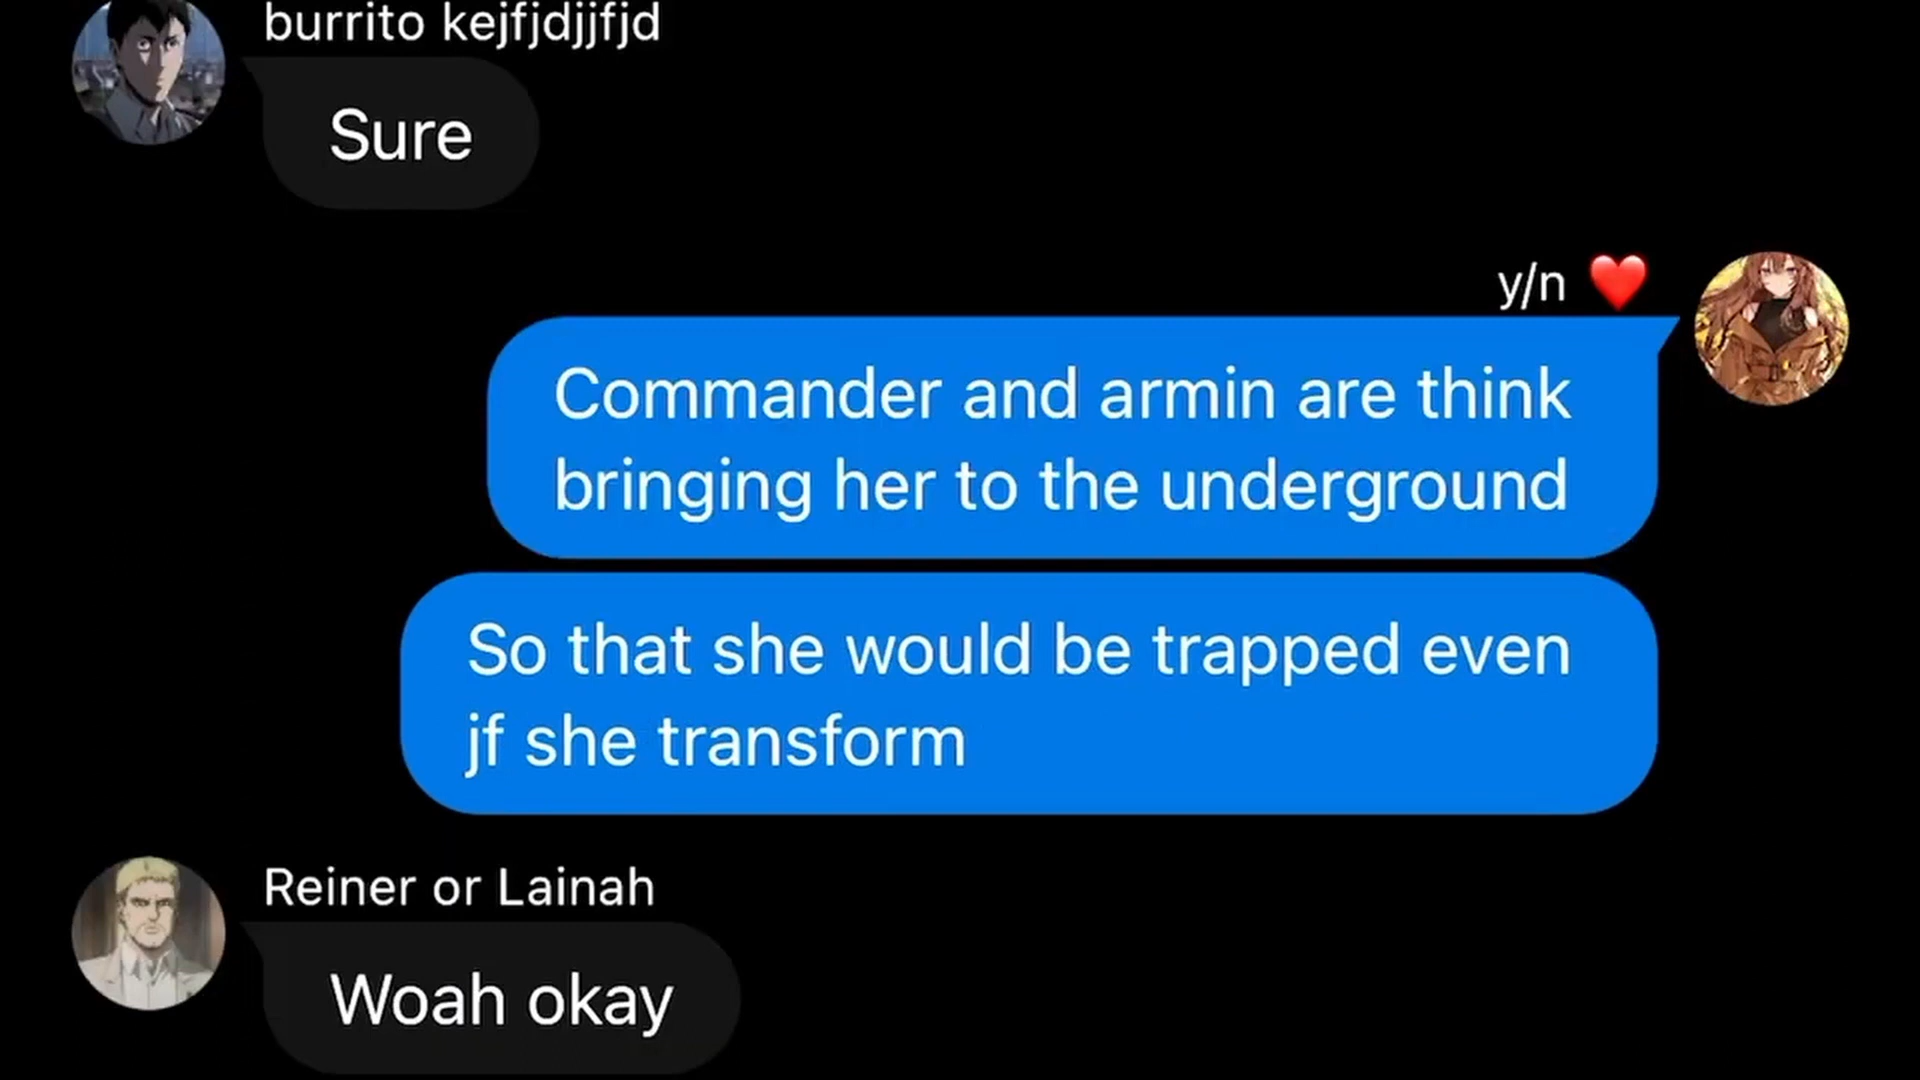 burrito kejfjdjjfjd
Sure
y/n ❤️
Commander and armin are think
bringing her to the underground
So that she would be trapped even
jf she transform
Reiner or Lainah
Woah okay